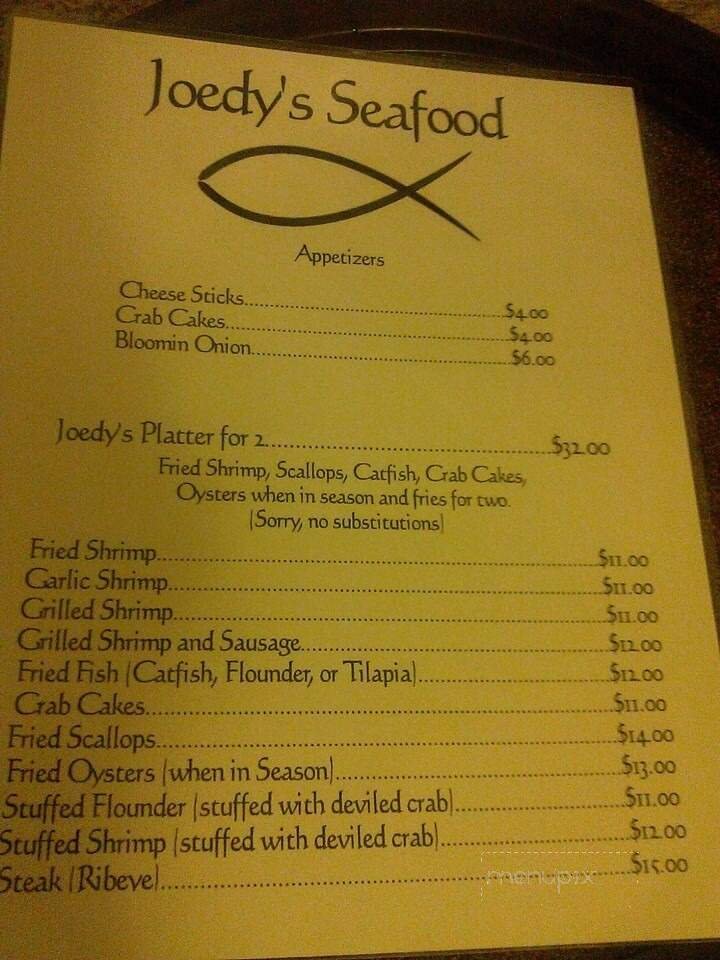 Joedy's Seafood
Appetizers
Cheese Sticks..........$4.00
Crab Cakes..........$4.00
Bloomin Onion..........$6.00
Joedy's Platter for 2..........$32.00
Fried Shrimp, Scallops, Catfish, Crab Cakes,
Oysters when in season and fries for two.
(Sorry, no substitutions)
Fried Shrimp..........$11.00
Garlic Shrimp..........$11.00
Grilled Shrimp..........$11.00
Grilled Shrimp and Sausage..........$12.00
Fried Fish (Catfish, Flounder, or Tilapia)..........$12.00
Crab Cakes..........$11.00
Fried Scallops..........$14.00
Fried Oysters (when in Season)..........$13.00
Stuffed Flounder (stuffed with deviled crab)..........$11.00
Stuffed Shrimp (stuffed with deviled crab)..........$12.00
Steak (Ribeye)..........$15.00
menupix